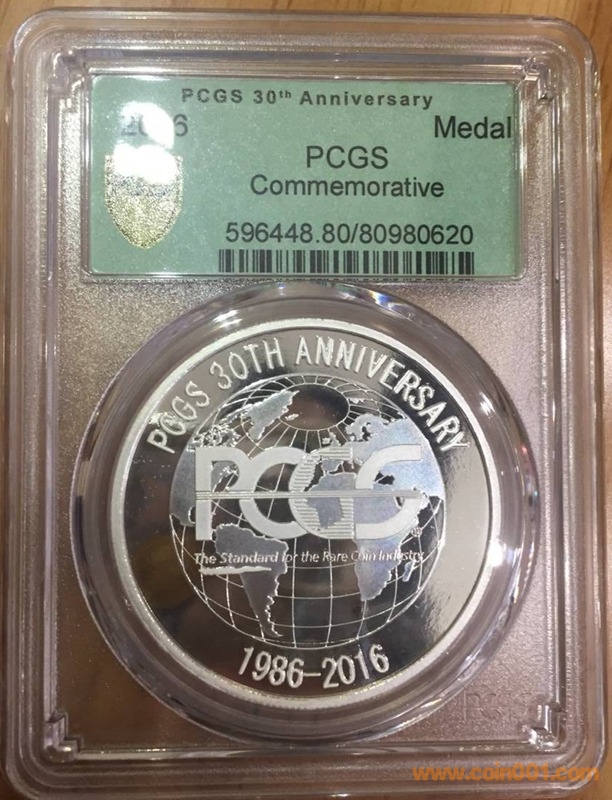 PCGS 30th Anniversary
2016 Medal
PCGS
Commemorative
596448.80/80980620
PCGS 30TH ANNIVERSARY
PCGS
The Standard for the Rare Coin Industry
1986-2016
www.coin001.com